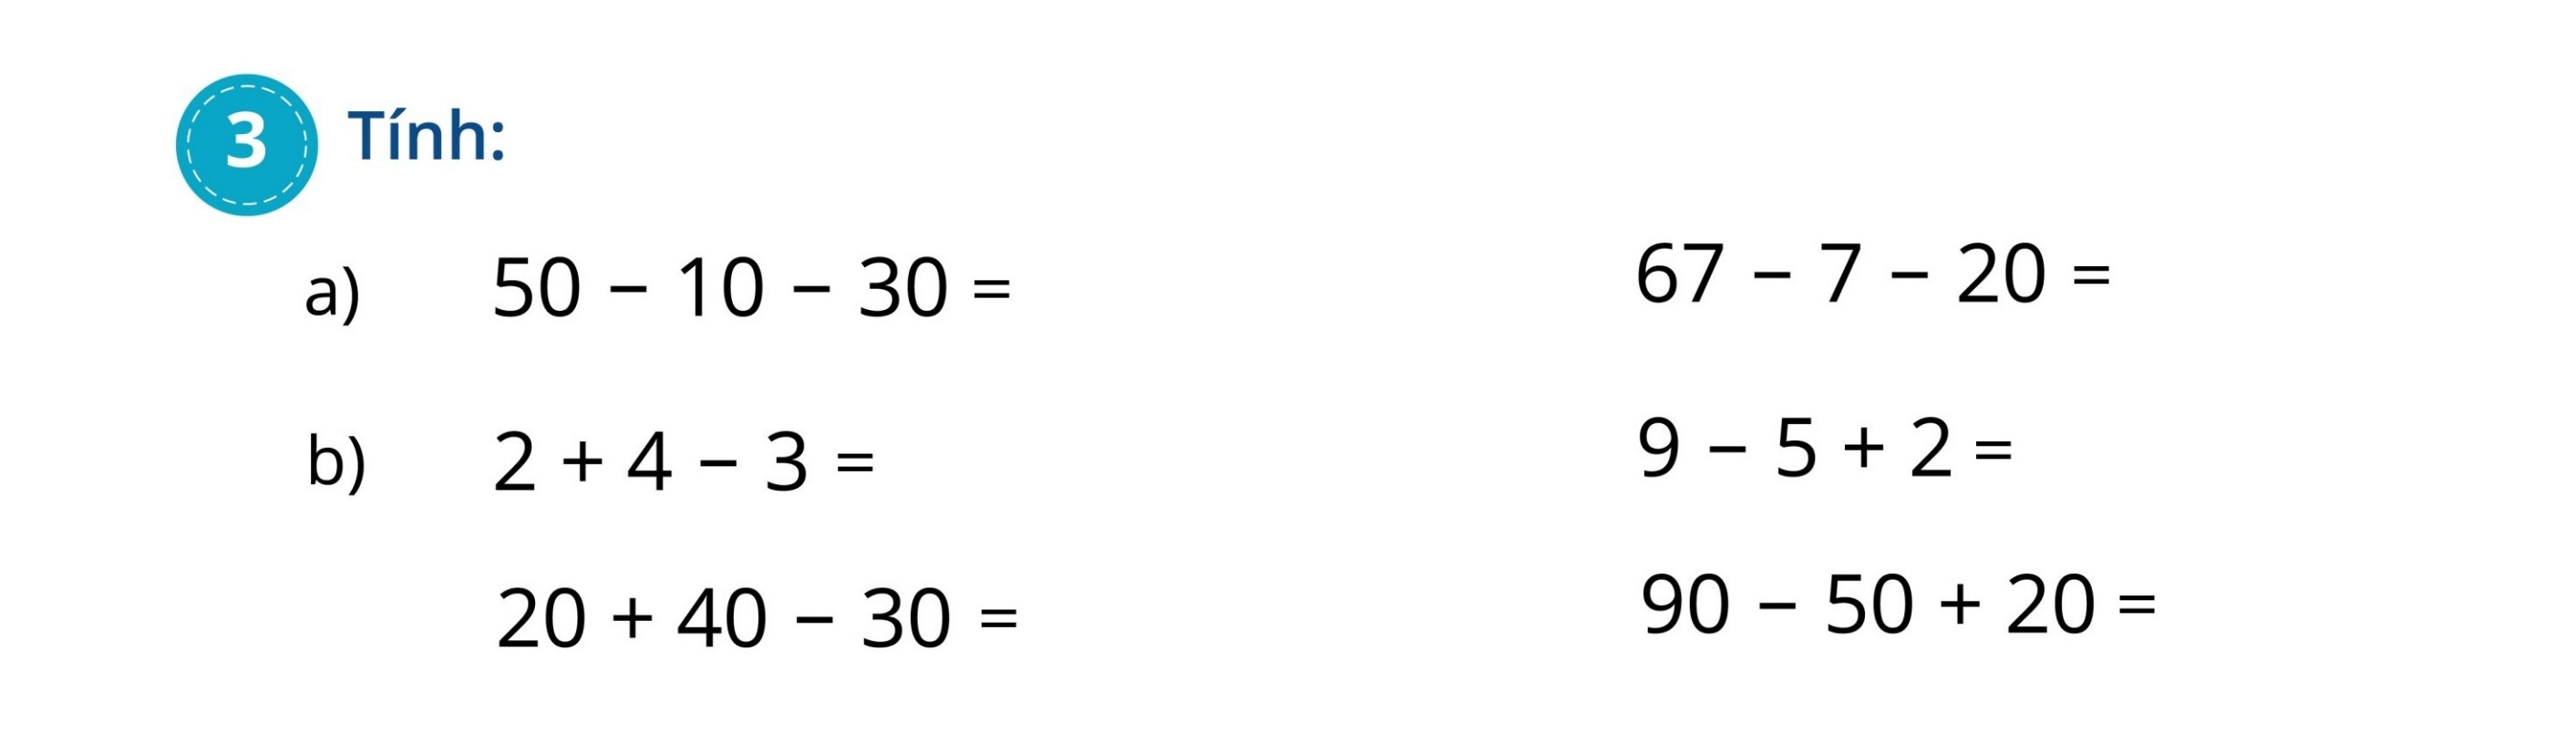 3 Tính:
a) 50 – 10 – 30 = 67 – 7 – 20 =
b) 2 + 4 – 3 = 9 – 5 + 2 =
20 + 40 – 30 = 90 – 50 + 20 =